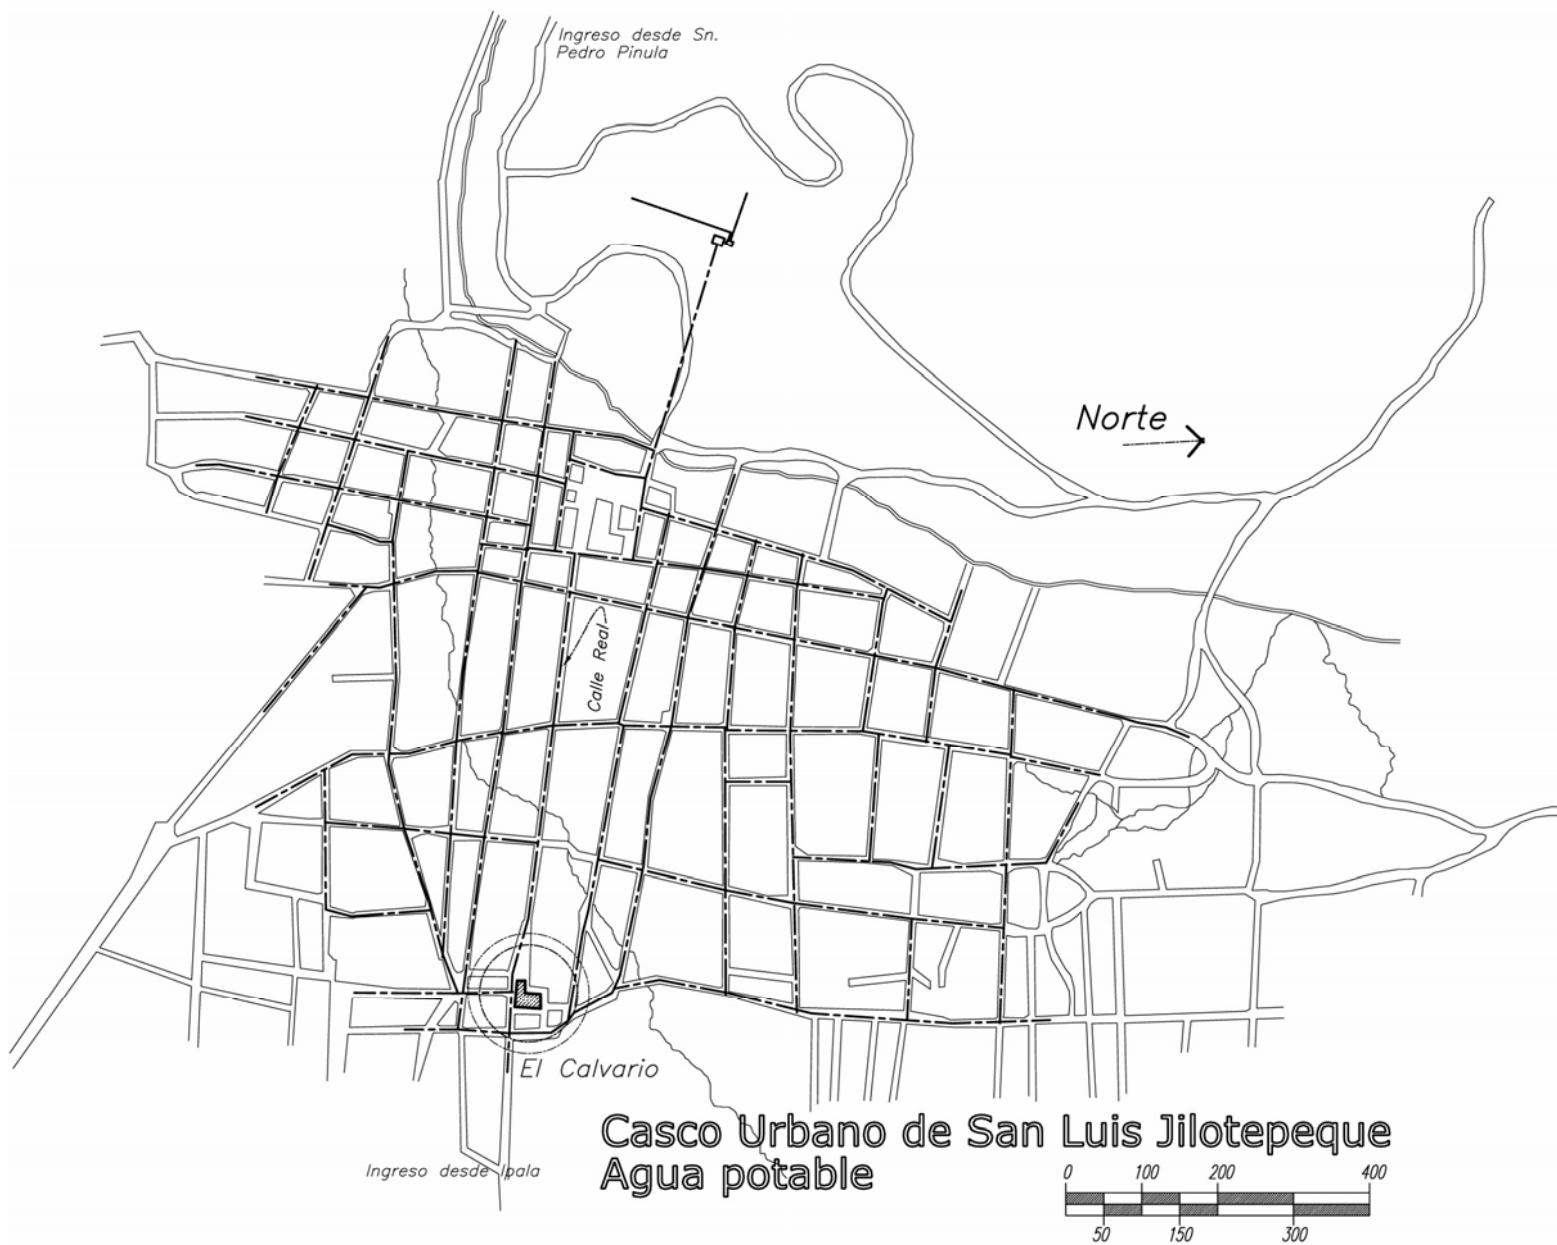 Ingreso desde Sn.
Pedro Pinula
Norte
Calle Real
El Calvario
Casco Urbano de San Luis Jilotepeque
Agua potable
Ingreso desde Ipala
0 100 200 400
50 150 300